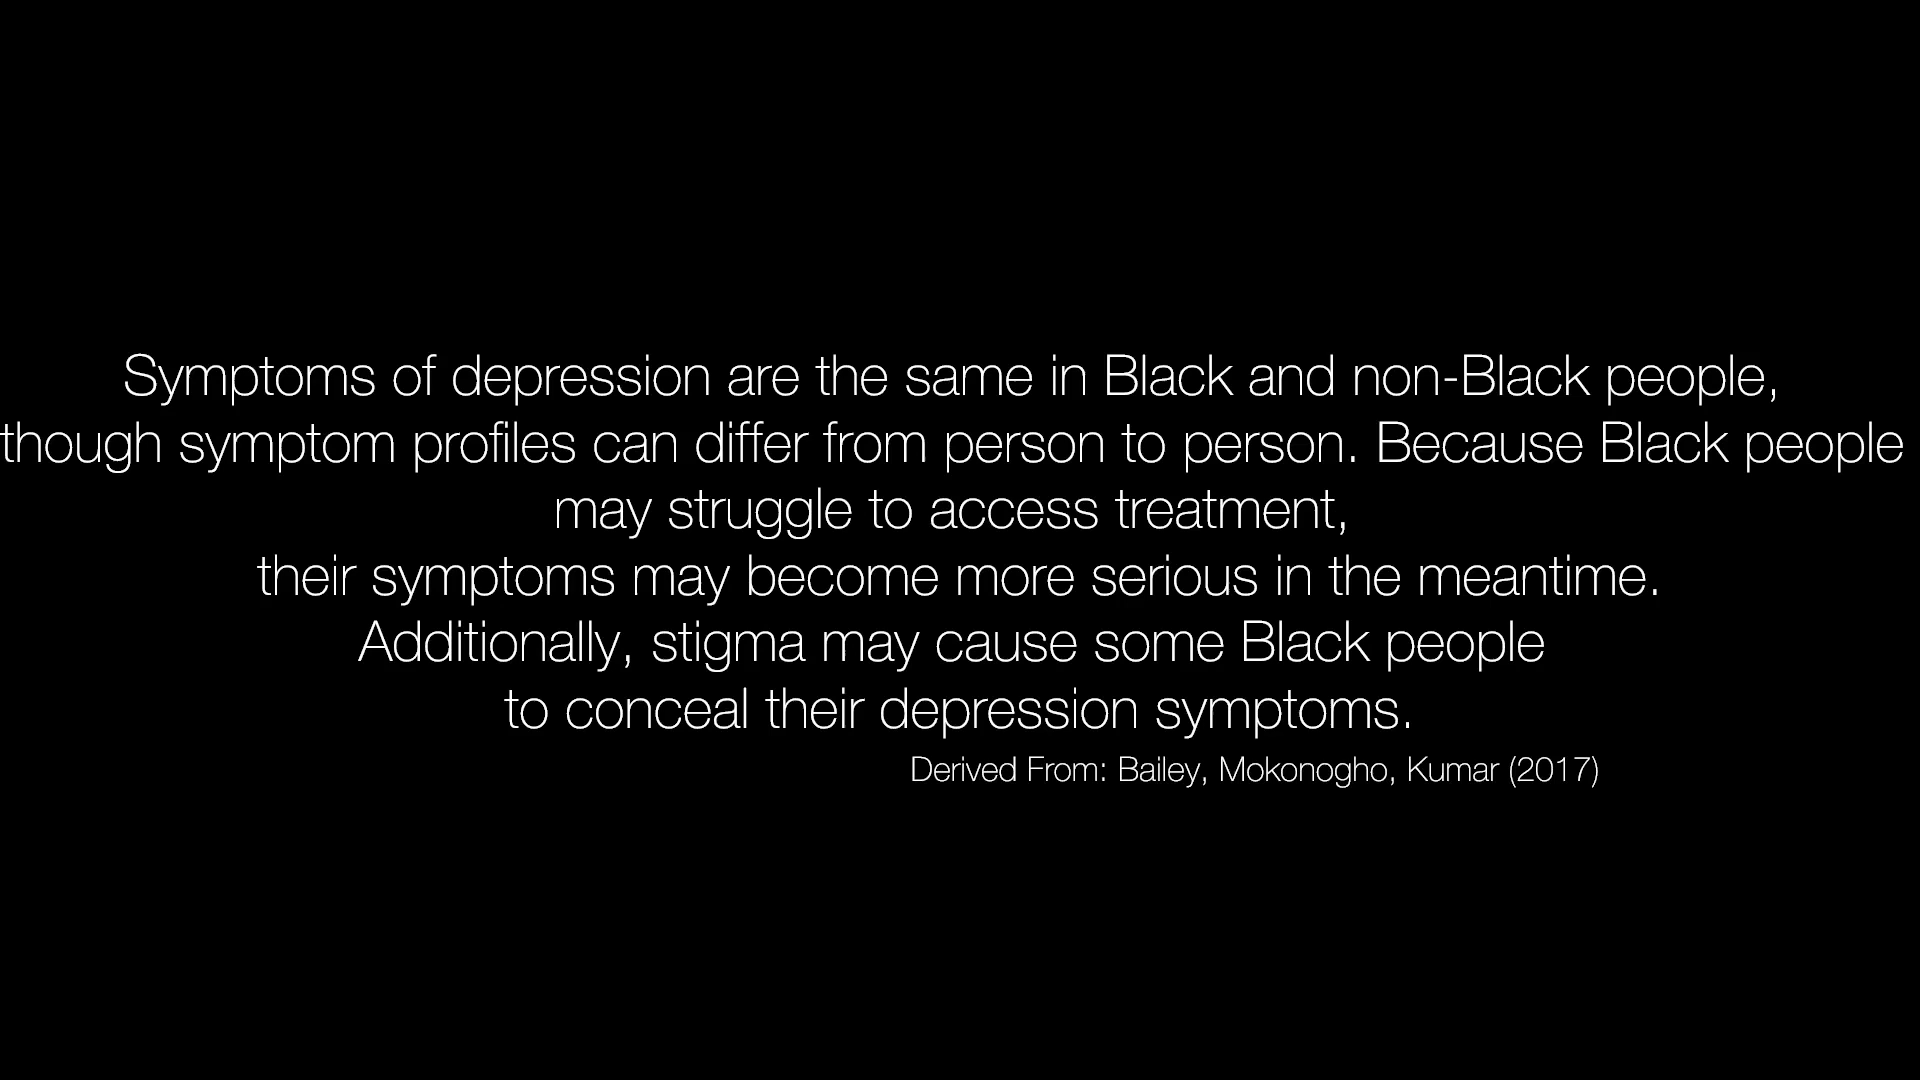 Symptoms of depression are the same in Black and non-Black people,
though symptom profiles can differ from person to person. Because Black people
may struggle to access treatment,
their symptoms may become more serious in the meantime.
Additionally, stigma may cause some Black people
to conceal their depression symptoms.
Derived From: Bailey, Mokonogho, Kumar (2017)